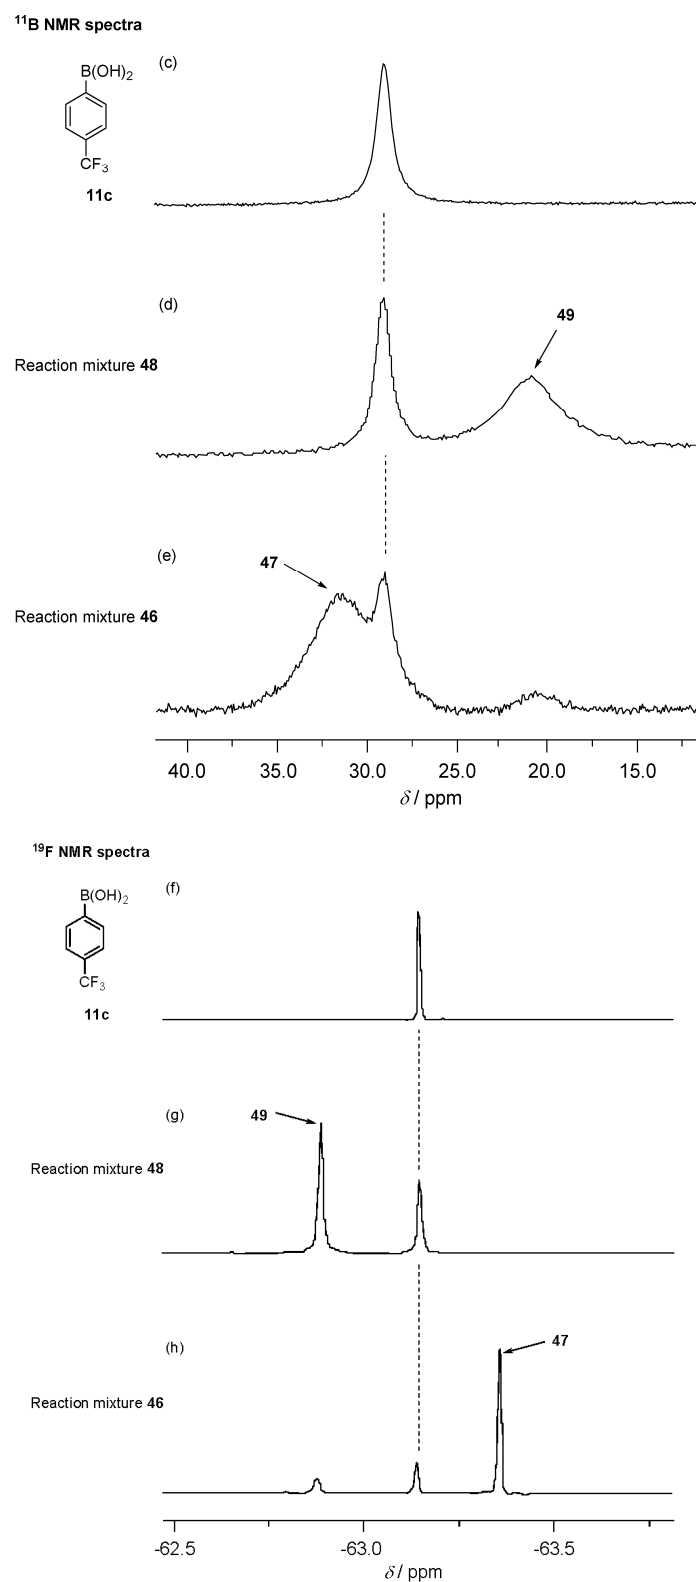 ¹¹B NMR spectra
(c)
B(OH)₂
CF₃
11c
(d)
49
Reaction mixture 48
(e)
47
Reaction mixture 46
40.0 35.0 30.0 25.0 20.0 15.0
δ / ppm
¹⁹F NMR spectra
(f)
B(OH)₂
CF₃
11c
(g)
49
Reaction mixture 48
(h)
47
Reaction mixture 46
-62.5 -63.0 -63.5
δ / ppm